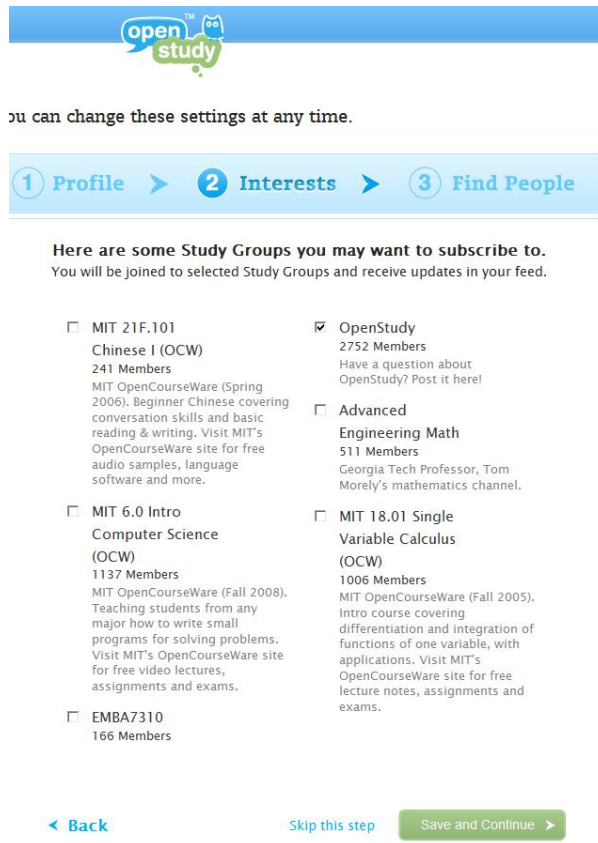 open
study
TM
ou can change these settings at any time.
1 Profile > 2 Interests > 3 Find People
Here are some Study Groups you may want to subscribe to.
You will be joined to selected Study Groups and receive updates in your feed.
MIT 21F.101
Chinese I (OCW)
241 Members
MIT OpenCourseWare (Spring
2006). Beginner Chinese covering
conversation skills and basic
reading & writing. Visit MIT's
OpenCourseWare site for free
audio samples, language
software and more.
MIT 6.0 Intro
Computer Science
(OCW)
1137 Members
MIT OpenCourseWare (Fall 2008).
Teaching students from any
major how to write small
programs for solving problems.
Visit MIT's OpenCourseWare site
for free video lectures,
assignments and exams.
EMBA7310
166 Members
OpenStudy
2752 Members
Have a question about
OpenStudy? Post it here!
Advanced
Engineering Math
511 Members
Georgia Tech Professor, Tom
Morely's mathematics channel.
MIT 18.01 Single
Variable Calculus
(OCW)
1006 Members
MIT OpenCourseWare (Fall 2005).
Intro course covering
differentiation and integration of
functions of one variable, with
applications. Visit MIT's
OpenCourseWare site for free
lecture notes, assignments and
exams.
< Back
Skip this step
Save and Continue >